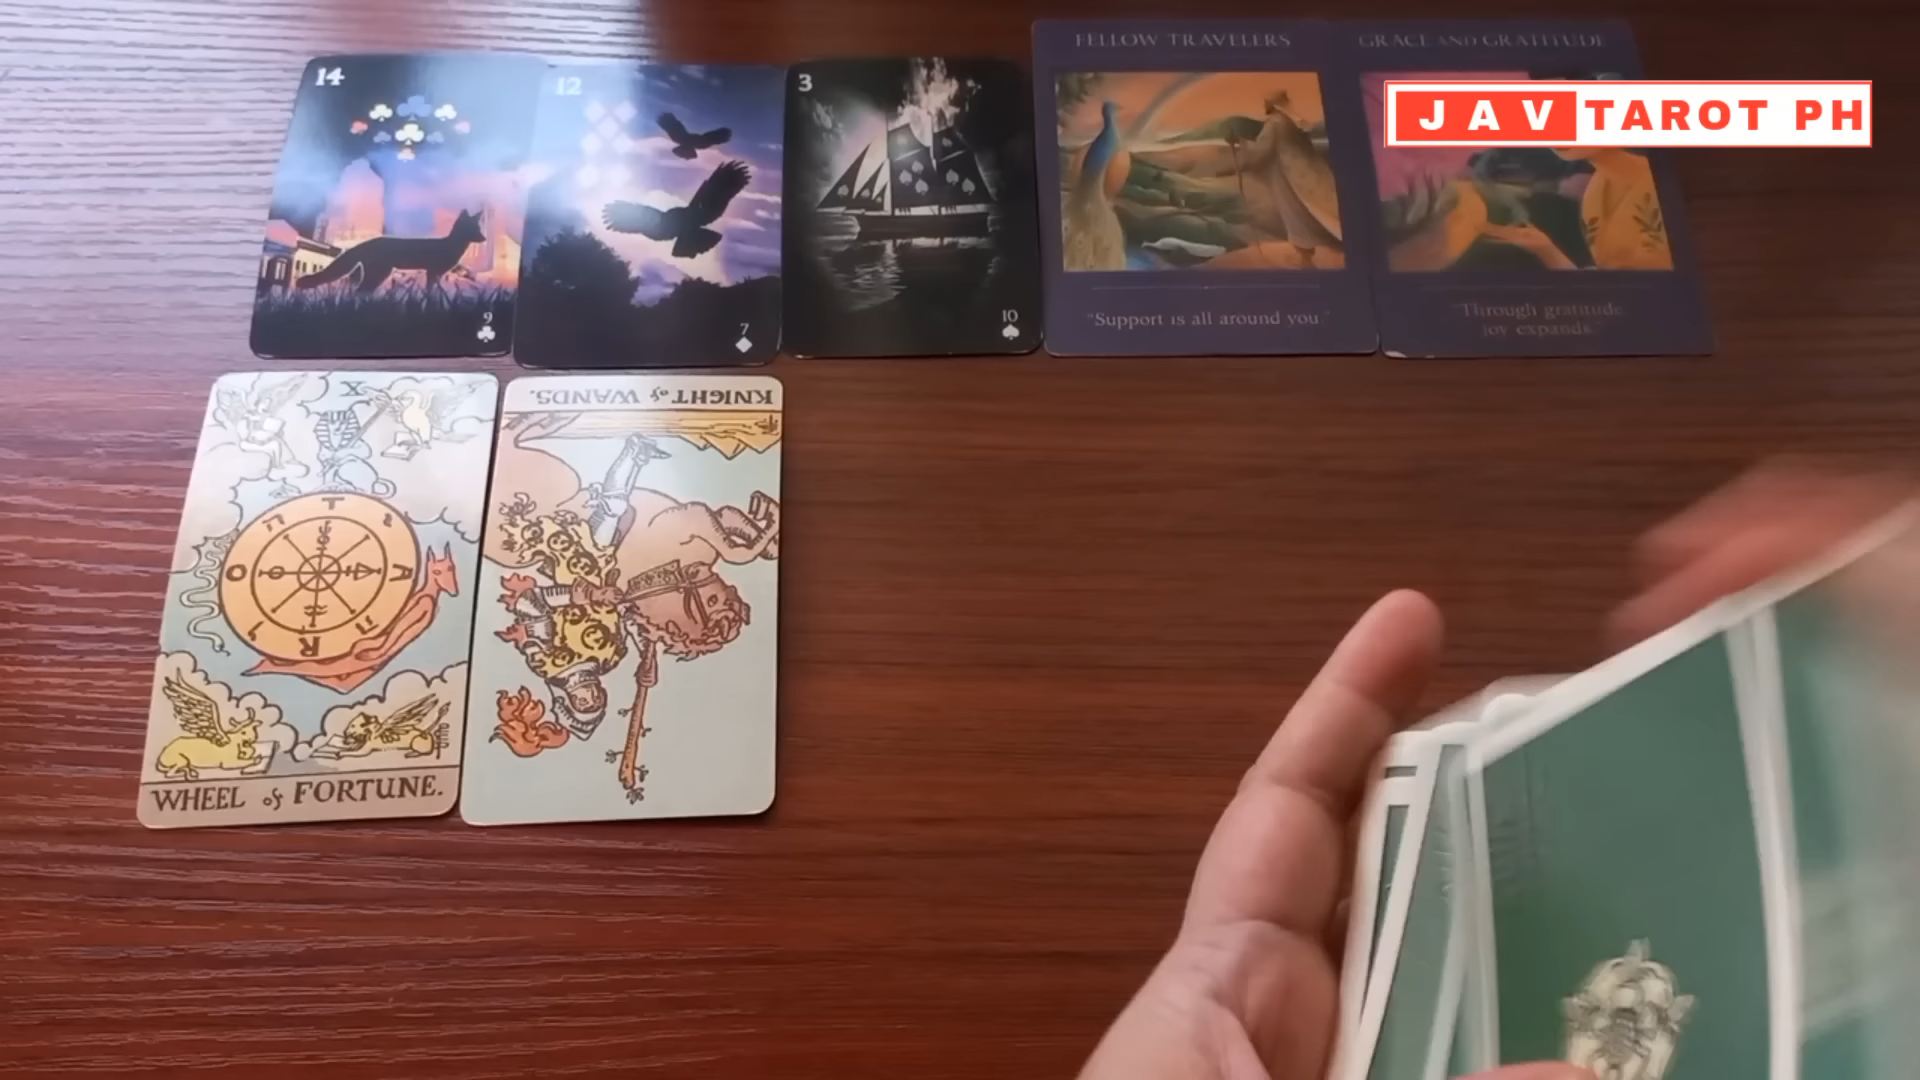 14
12
3
FELLOW TRAVELERS
GRACE AND GRATITUDE
JAV TAROT PH
9
7
10
"Support is all around you."
"Through gratitude
joy expands."
X
KNIGHT of WANDS.
T
A
R
O
WHEEL of FORTUNE.